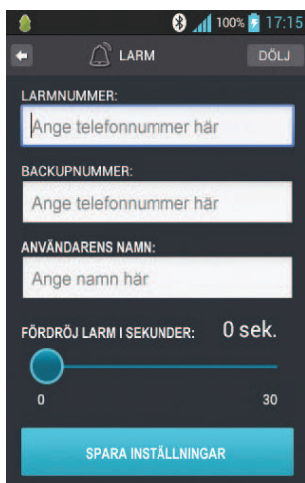 100% 17:15
LARM DÖLJ
LARMNUMMER:
Ange telefonnummer här
BACKUPNUMMER:
Ange telefonnummer här
ANVÄNDARENS NAMN:
Ange namn här
FÖRDRÖJ LARM I SEKUNDER: 0 sek.
0 30
SPARA INSTÄLLNINGAR